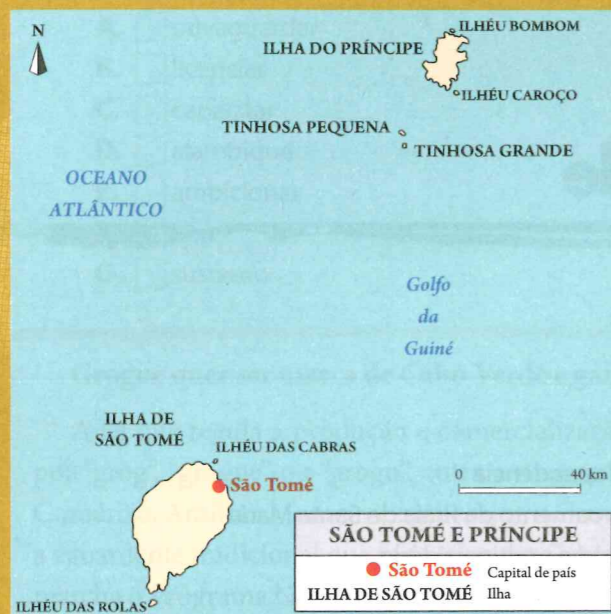 N
ILHÉU BOMBOM
ILHA DO PRÍNCIPE
ILHÉU CAROÇO
TINHOSA PEQUENA
TINHOSA GRANDE
OCEANO
ATLÂNTICO
Golfo
da
Guiné
ILHA DE
SÃO TOMÉ
ILHÉU DAS CABRAS
São Tomé
0 40 km
ILHÉU DAS ROLAS
SÃO TOMÉ E PRÍNCIPE
São Tomé Capital de país
ILHA DE SÃO TOMÉ Ilha